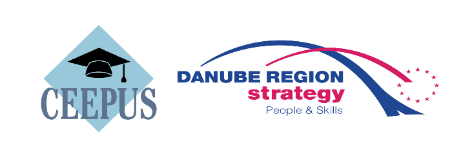 CEEPUS
DANUBE REGION
strategy
People & Skills